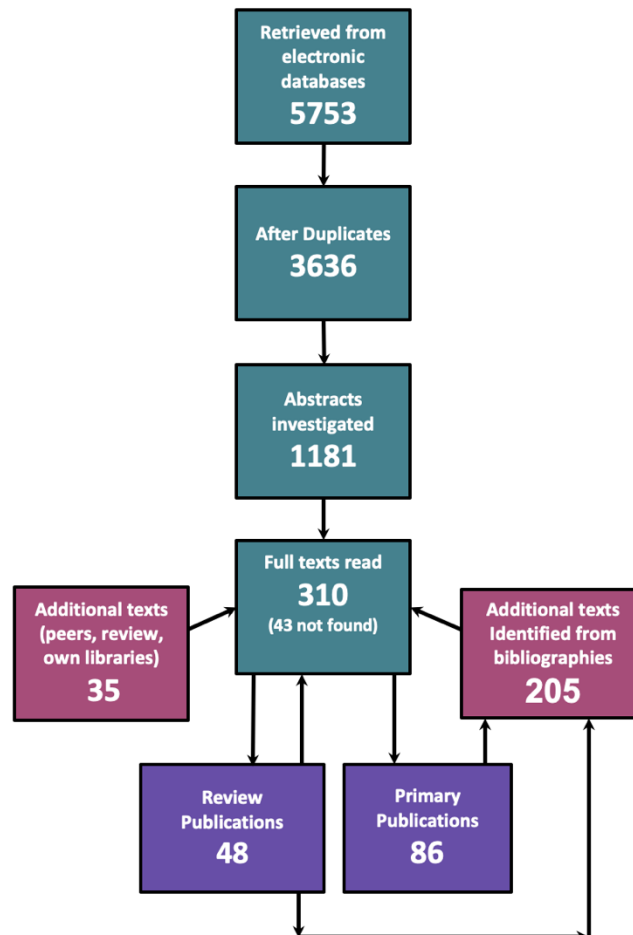 Retrieved from
electronic
databases
5753
After Duplicates
3636
Abstracts
investigated
1181
Full texts read
310
(43 not found)
Additional texts
(peers, review,
own libraries)
35
Additional texts
Identified from
bibliographies
205
Review
Publications
48
Primary
Publications
86